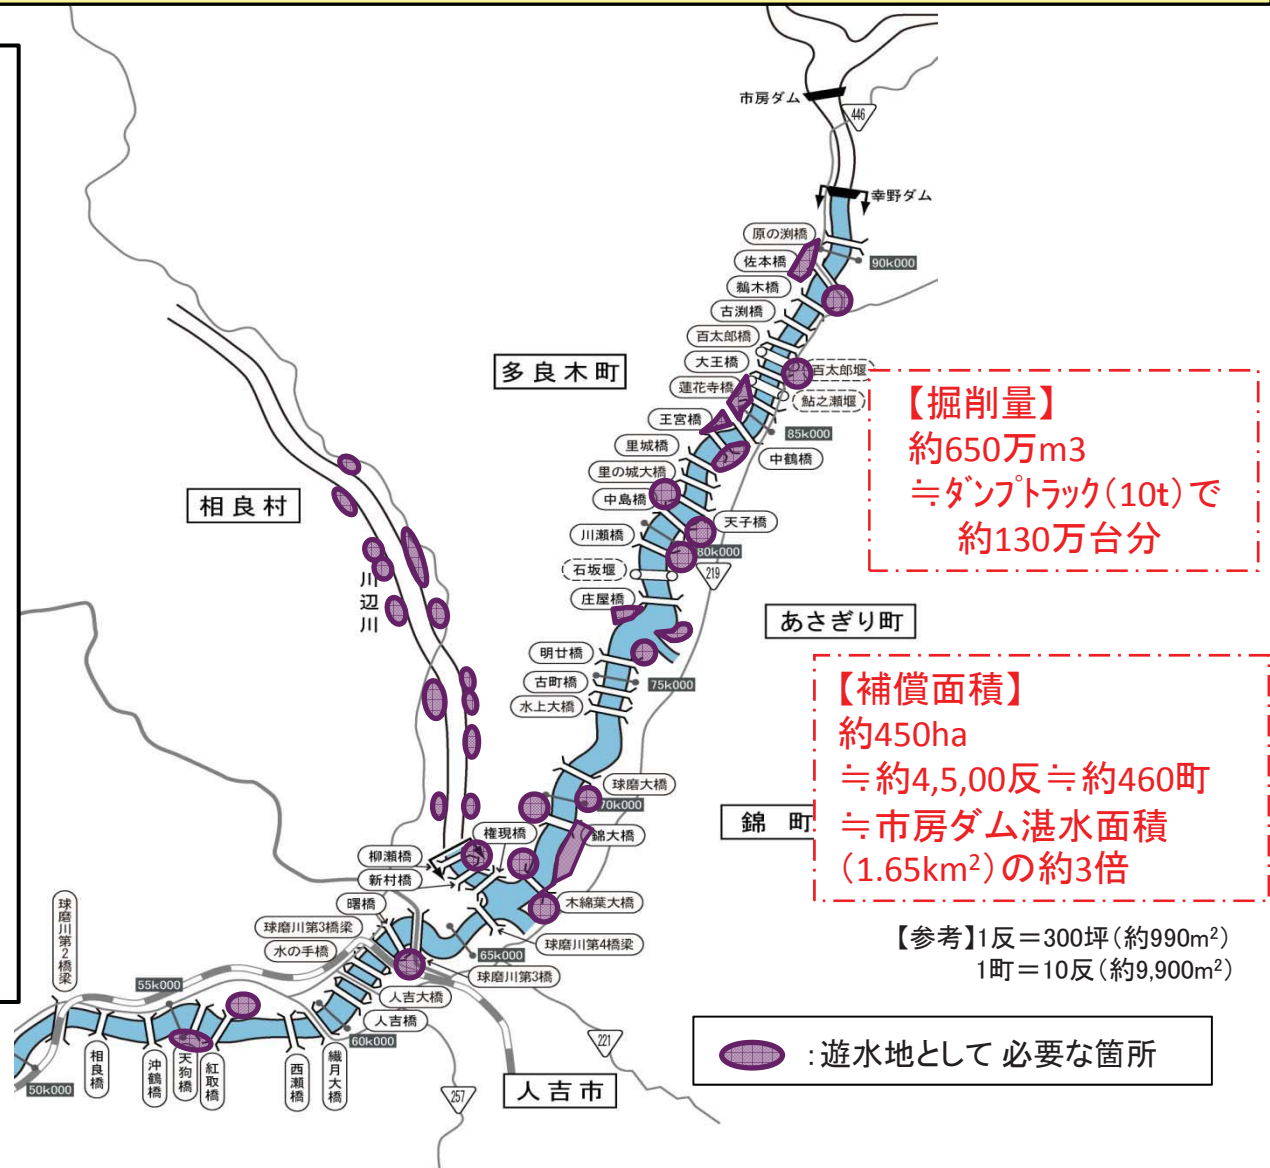 市房ダム
446
幸野ダム
原の渕橋
佐本橋
90k000
鵜木橋
古渕橋
百太郎橋
大王橋
百太郎堰
蓮花寺橋
鮎之瀬堰
王宮橋
85k000
里城橋
中鶴橋
里の城大橋
中島橋
天子橋
川瀬橋
80k000
石坂堰
219
庄屋橋
明廿橋
古町橋
75k000
水上大橋
球磨大橋
70k000
錦大橋
権現橋
柳瀬橋
新村橋
木綿葉大橋
曙橋
球磨川第3橋梁
球磨川第4橋梁
水の手橋
65k000
球磨川第3橋
球磨川第2橋梁
55k000
人吉大橋
人吉橋
60k000
相良橋
沖鶴橋
天狗橋
紅取橋
西瀬橋
繊月大橋
50k000
257
221
多良木町
相良村
川辺川
あさぎり町
錦 町
人吉市
【掘削量】
約650万m3
≒ダンプトラック(10t)で
約130万台分
【補償面積】
約450ha
≒約4,5,00反≒約460町
≒市房ダム湛水面積
(1.65km²)の約3倍
【参考】1反=300坪(約990m²)
1町=10反(約9,900m²)
:遊水地として 必要な箇所